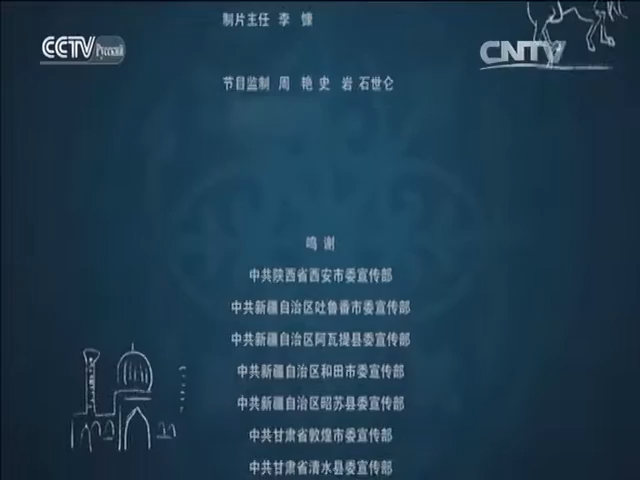 制片主任 李 慷
CCTV Русский
CNTV
节目监制 周 艳 史 岩 石世仑
鸣 谢
中共陕西省西安市委宣传部
中共新疆自治区吐鲁番市委宣传部
中共新疆自治区阿瓦提县委宣传部
中共新疆自治区和田市委宣传部
中共新疆自治区昭苏县委宣传部
中共甘肃省敦煌市委宣传部
中共甘肃省清水县委宣传部